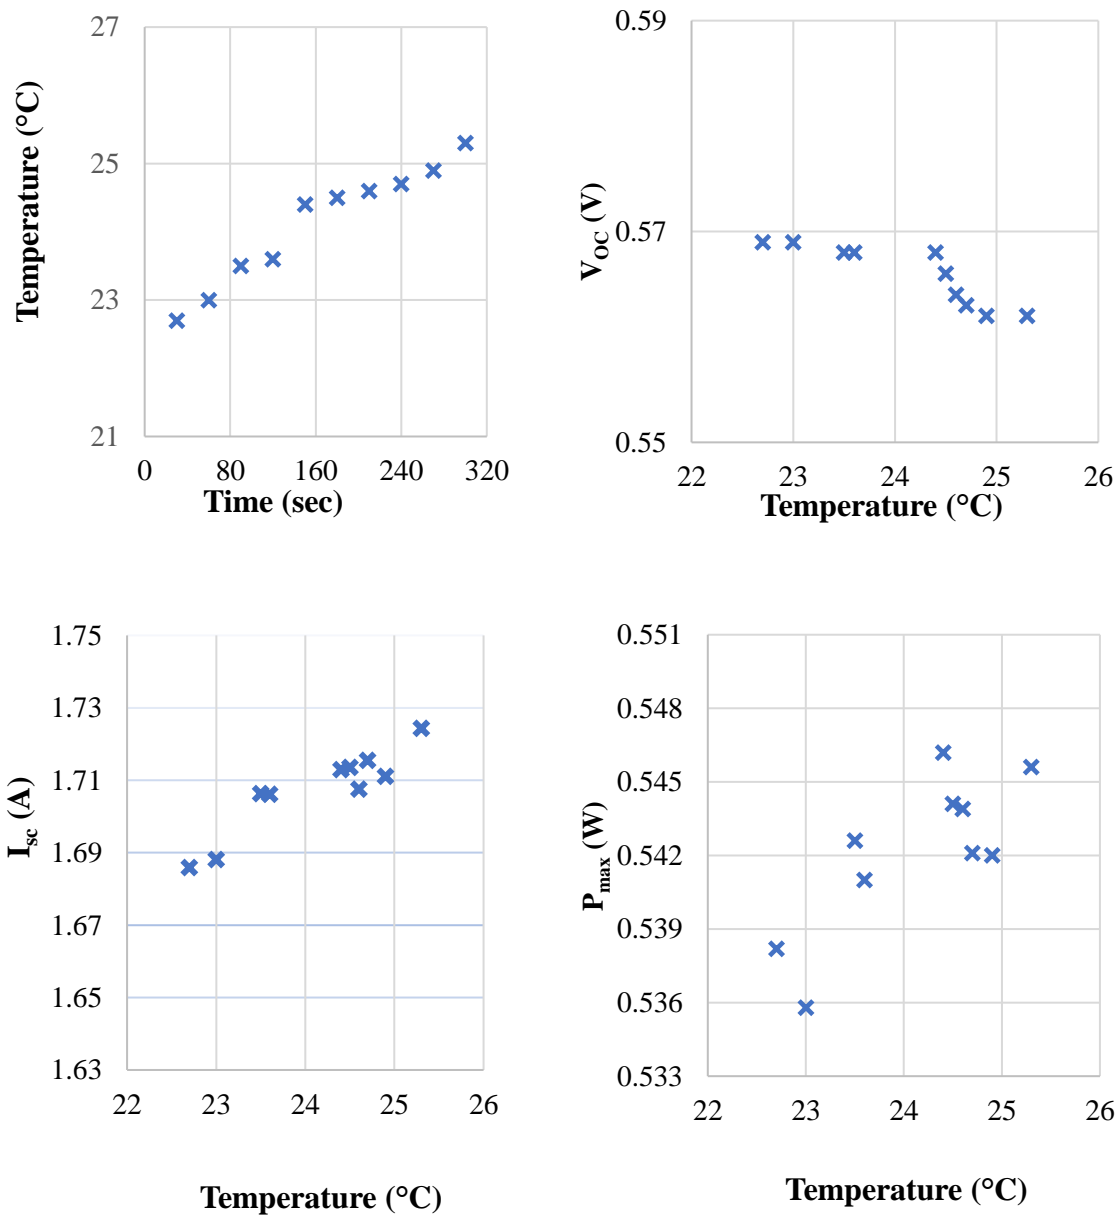 27
25
23
21
Temperature (°C)
0 80 160 240 320
Time (sec)
0.59
0.57
0.55
V_OC (V)
22 23 24 25 26
Temperature (°C)
1.75
1.73
1.71
1.69
1.67
1.65
1.63
I_sc (A)
22 23 24 25 26
Temperature (°C)
0.551
0.548
0.545
0.542
0.539
0.536
0.533
P_max (W)
22 23 24 25 26
Temperature (°C)